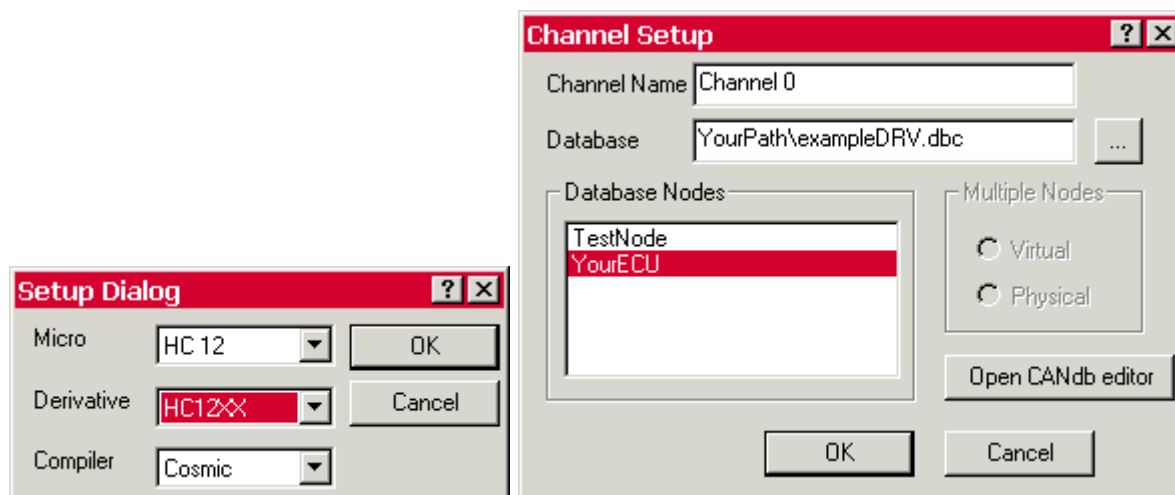 Channel Setup
Channel Name Channel 0
Database YourPath\exampleDRV.dbc ...
Database Nodes
TestNode
YourECU
Multiple Nodes
Virtual
Physical
Open CANdb editor
OK Cancel
Setup Dialog
Micro HC 12 OK
Derivative HC12XX Cancel
Compiler Cosmic